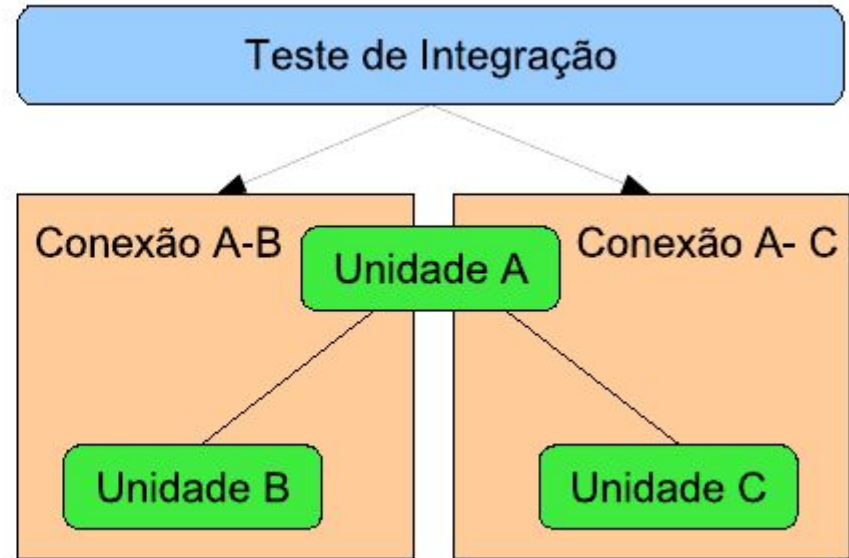 Teste de Integração
Conexão A-B
Unidade A
Conexão A- C
Unidade B
Unidade C